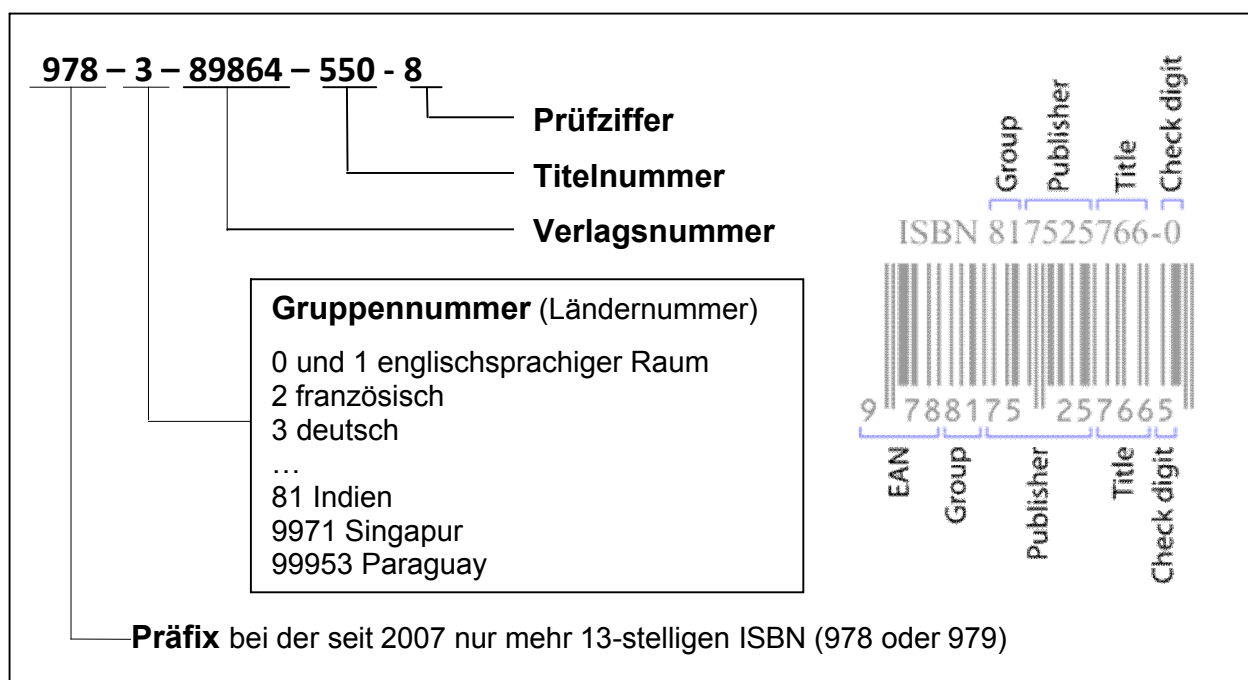 978 – 3 – 89864 – 550 - 8
Prüfziffer
Titelnummer
Verlagsnummer
Gruppennummer (Ländernummer)
0 und 1 englischsprachiger Raum
2 französisch
3 deutsch
…
81 Indien
9971 Singapur
99953 Paraguay
Präfix bei der seit 2007 nur mehr 13-stelligen ISBN (978 oder 979)
Group
Publisher
Title
Check digit
ISBN 817525766-0
9 788175 257665
EAN
Group
Publisher
Title
Check digit